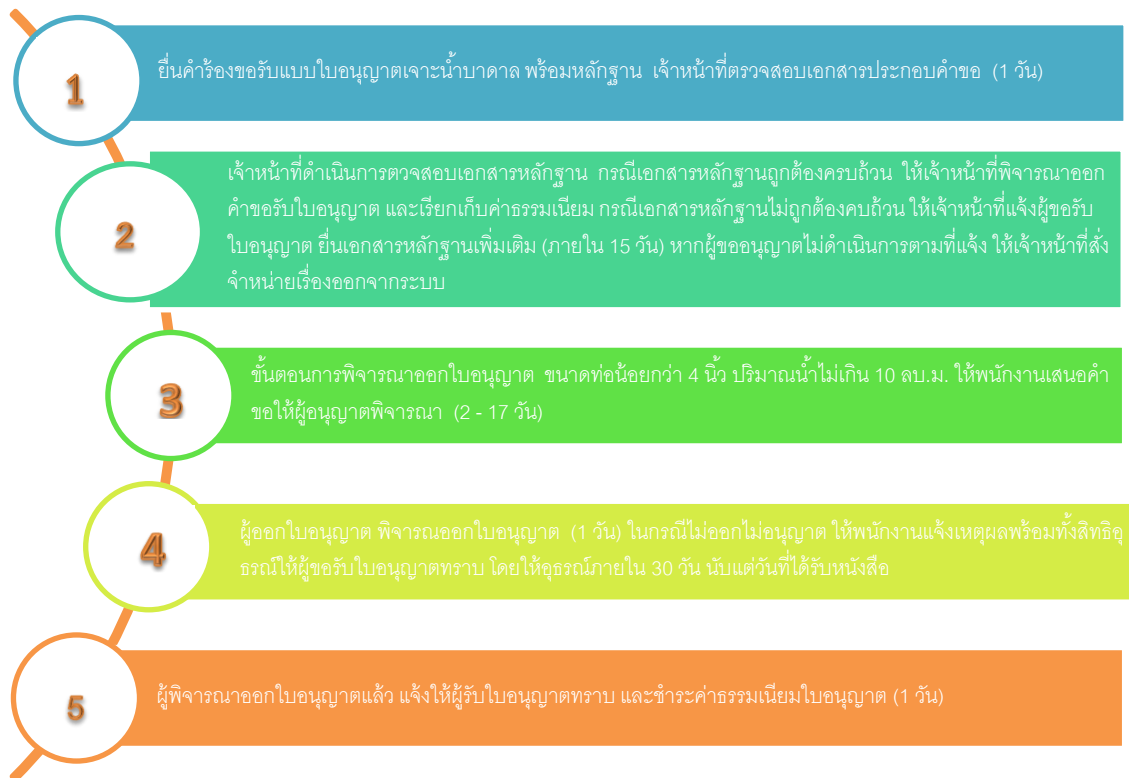 1
ยื่นคำร้องขอรับแบบใบอนุญาตเจาะน้ำบาดาล พร้อมหลักฐาน เจ้าหน้าที่ตรวจสอบเอกสารประกอบคำขอ (1 วัน)
2
เจ้าหน้าที่ดำเนินการตวจสอบเอกสารหลักฐาน กรณีเอกสารหลักฐานถูกต้องครบถ้วน ให้เจ้าหน้าที่พิจารณาออก
คำขอรับใบอนุญาต และเรียกเก็บค่าธรรมเนียม กรณีเอกสารหลักฐานไม่ถูกต้องคบถ้วน ให้เจ้าหน้าที่แจ้งผู้ขอรับ
ใบอนุญาต ยื่นเอกสารหลักฐานเพิ่มเติม (ภายใน 15 วัน) หากผู้ขออนุญาตไม่ดำเนินการตามที่แจ้ง ให้เจ้าหน้าที่สั่ง
จำหน่ายเรื่องออกจากระบบ
3
ขั้นตอนการพิจารณาออกใบอนุญาต ขนาดท่อน้อยกว่า 4 นิ้ว ปริมาณน้ำไม่เกิน 10 ลบ.ม. ให้พนักงานเสนอคำ
ขอให้ผู้อนุญาตพิจารณา (2 - 17 วัน)
4
ผู้ออกใบอนุญาต พิจารณออกใบอนุญาต (1 วัน) ในกรณีไม่ออกไม่อนุญาต ให้พนักงานแจ้งเหตุผลพร้อมทั้งสิทธิอุ
ธรณ์ให้ผู้ขอรับใบอนุญาตทราบ โดยให้อุธรณ์ภายใน 30 วัน นับแต่วันที่ได้รับหนังสือ
5
ผู้พิจารณาออกใบอนุญาตแล้ว แจ้งให้ผู้รับใบอนุญาตทราบ และชำระค่าธรรมเนียมใบอนุญาต (1 วัน)